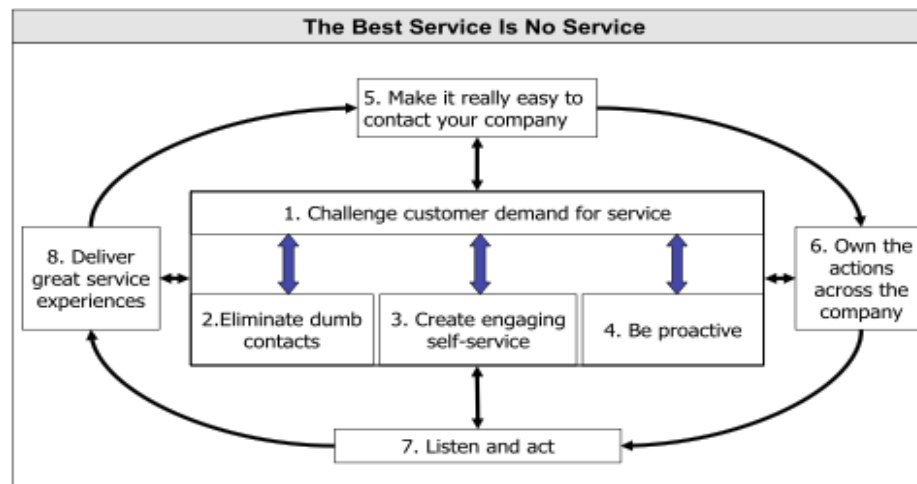 The Best Service Is No Service
5. Make it really easy to
contact your company
1. Challenge customer demand for service
8. Deliver
great service
experiences
6. Own the
actions
across the
company
2.Eliminate dumb
contacts
3. Create engaging
self-service
4. Be proactive
7. Listen and act